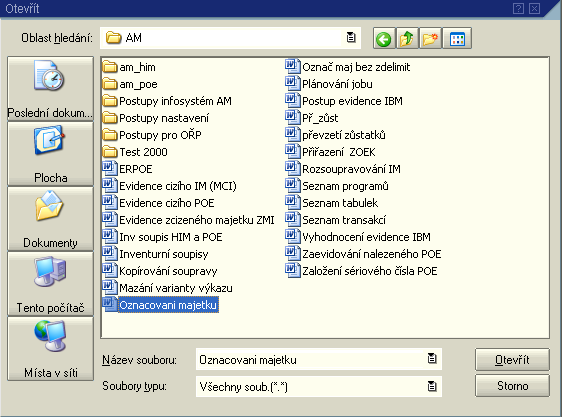 Otevřít
Oblast hledání:
AM
Poslední dokum...
Plocha
Dokumenty
Tento počítač
Místa v síti
am_him
am_poe
Postupy infosystém AM
Postupy nastavení
Postupy pro OŘP
Test 2000
ERPOE
Evidence cizího IM (MCI)
Evidence cizího POE
Evidence zcizeného majetku ZMI
Inv soupis HIM a POE
Inventurní soupisy
Kopírování soupravy
Mazání varianty výkazu
Oznacovani majetku
Označ maj bez zdelimit
Plánování jobu
Postup evidence IBM
Př_zůst
převzetí zůstatků
Přiřazení  ZOEK
Rozsoupravování IM
Seznam programů
Seznam tabulek
Seznam transakcí
Vyhodnocení evidence IBM
Zaevidování nalezeného POE
Založení sériového čísla POE
Název souboru:
Oznacovani majetku
Otevřít
Soubory typu:
Všechny soub.(*.*)
Storno